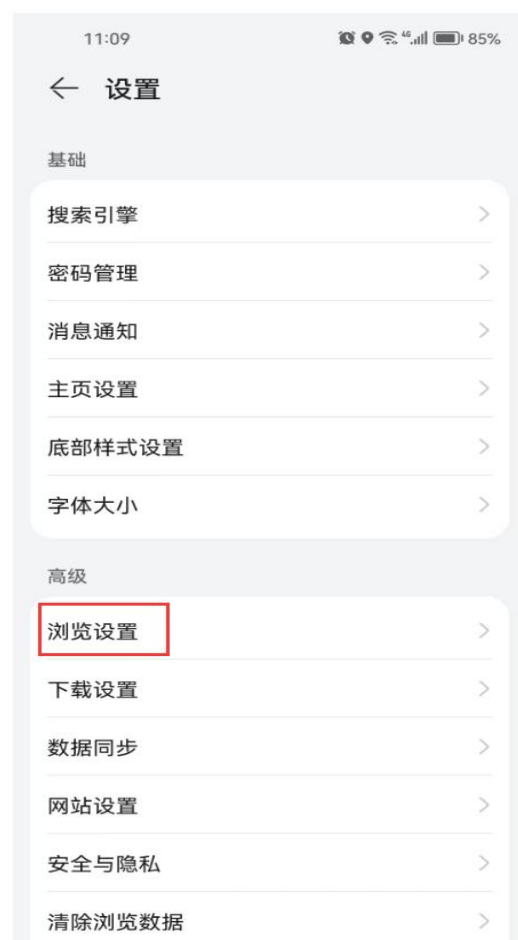 11:09 46 85%
← 设置
基础
搜索引擎
密码管理
消息通知
主页设置
底部样式设置
字体大小
高级
浏览设置
下载设置
数据同步
网站设置
安全与隐私
清除浏览数据